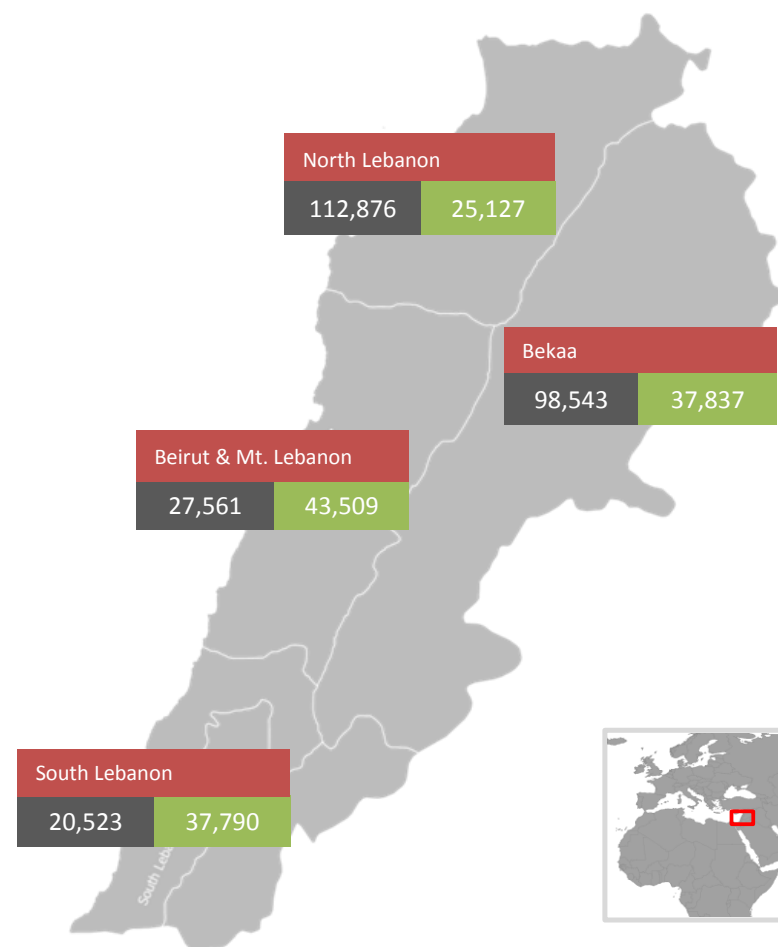 North Lebanon
112,876 25,127
Bekaa
98,543 37,837
Beirut & Mt. Lebanon
27,561 43,509
South Lebanon
20,523 37,790
South